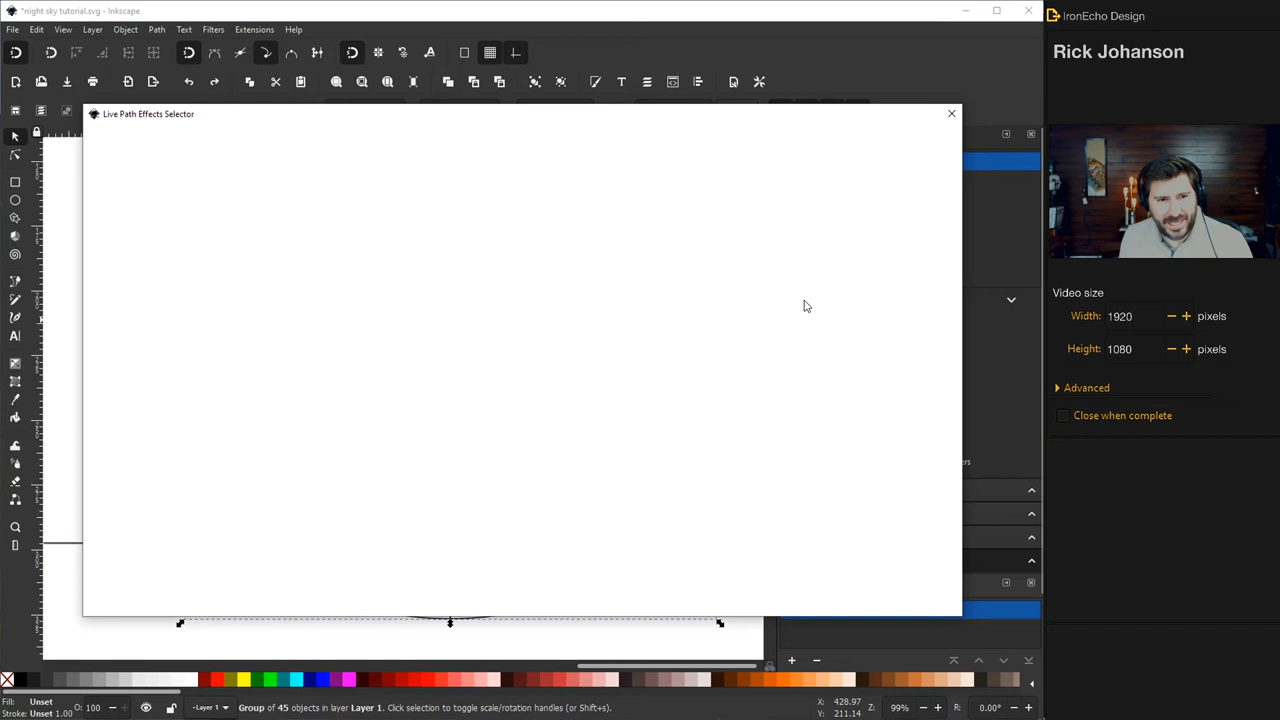 *night sky tutorial.svg - Inkscape
File Edit View Layer Object Path Text Filters Extensions Help
Live Path Effects Selector
ers
Fill: Unset
Stroke: Unset 1.00
O: 100
-Layer 1
Group of 45 objects in layer Layer 1. Click selection to toggle scale/rotation handles (or Shift+s).
X: 428.97
Y: 211.14
Z: 99%
R: 0.00°
IronEcho Design
Rick Johanson
Video size
Width: 1920 pixels
Height: 1080 pixels
Advanced
Close when complete